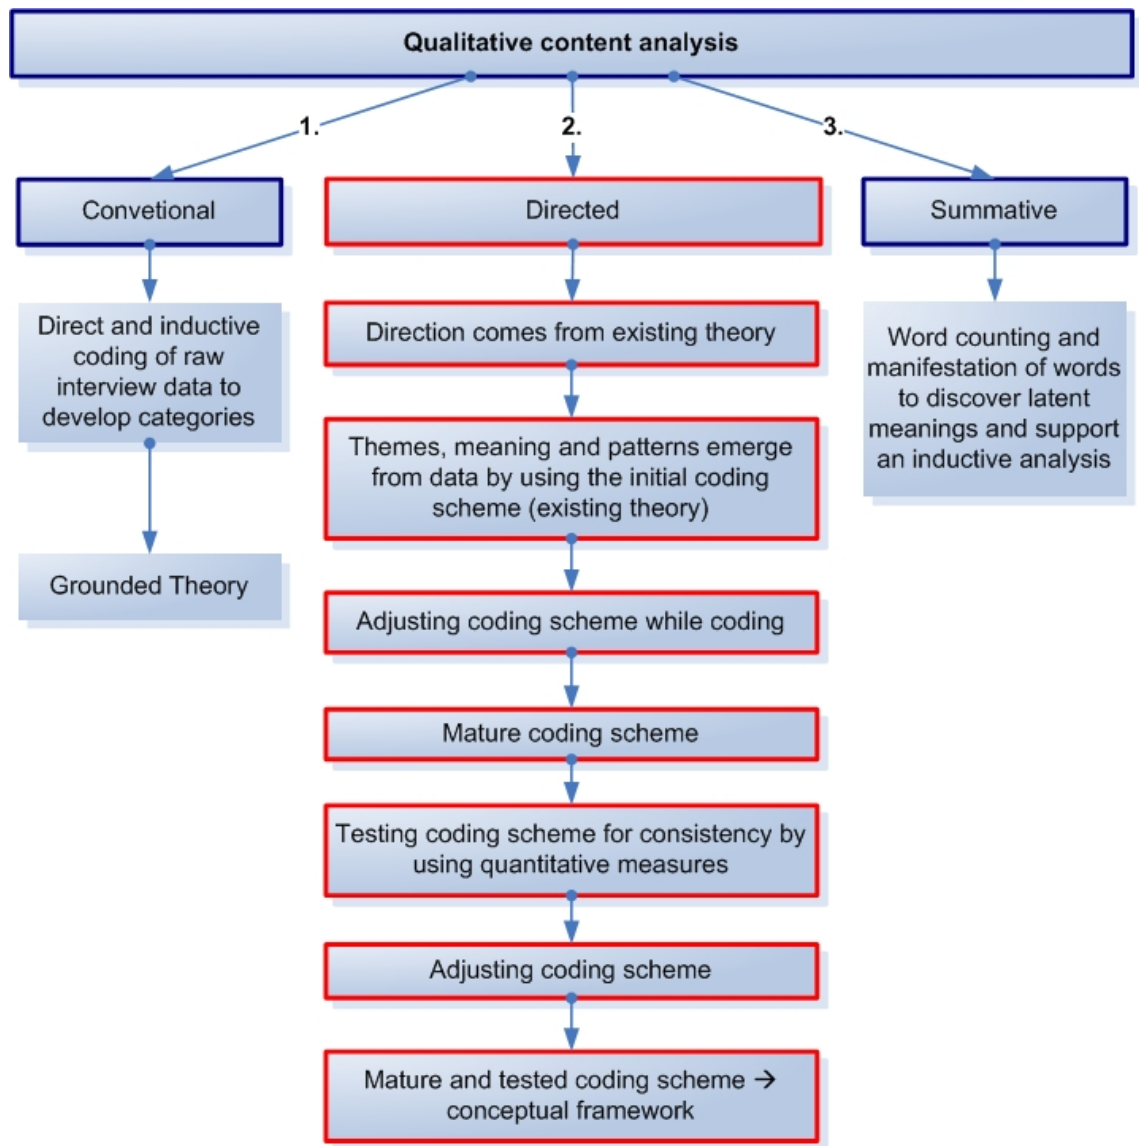 Qualitative content analysis
1.
2.
3.
Convetional
Directed
Summative
Direct and inductive
coding of raw
interview data to
develop categories
Grounded Theory
Direction comes from existing theory
Themes, meaning and patterns emerge
from data by using the initial coding
scheme (existing theory)
Adjusting coding scheme while coding
Mature coding scheme
Testing coding scheme for consistency by
using quantitative measures
Adjusting coding scheme
Mature and tested coding scheme →
conceptual framework
Word counting and
manifestation of words
to discover latent
meanings and support
an inductive analysis